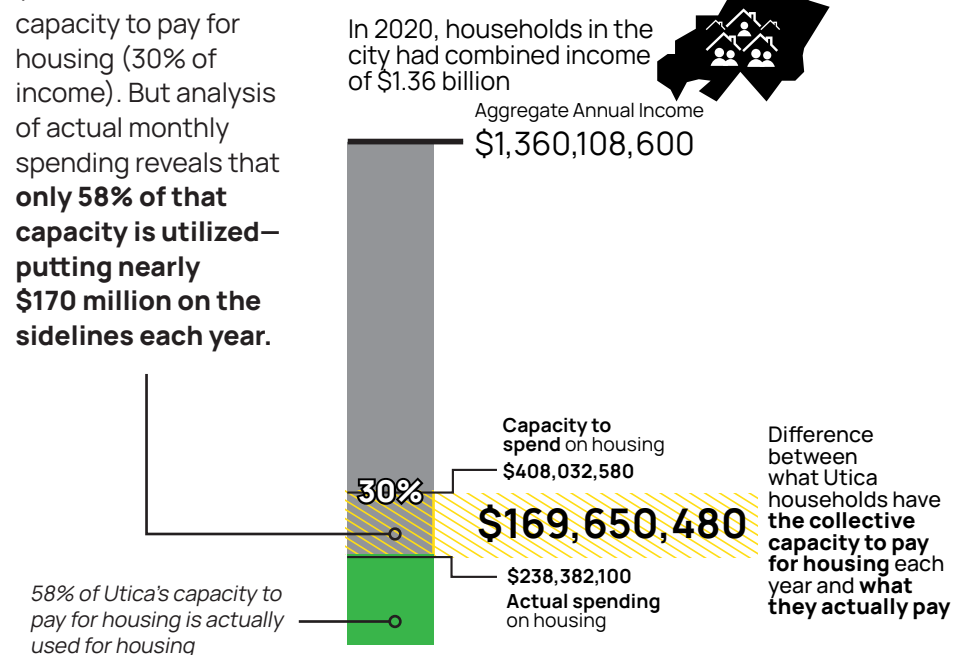 capacity to pay for
housing (30% of
income). But analysis
of actual monthly
spending reveals that
only 58% of that
capacity is utilized—
putting nearly
$170 million on the
sidelines each year.
In 2020, households in the
city had combined income
of $1.36 billion
Aggregate Annual Income
$1,360,108,600
Capacity to
spend on housing
$408,032,580
30%
$169,650,480
$238,382,100
Actual spending
on housing
Difference
between
what Utica
households have
the collective
capacity to pay
for housing each
year and what
they actually pay
58% of Utica's capacity to
pay for housing is actually
used for housing